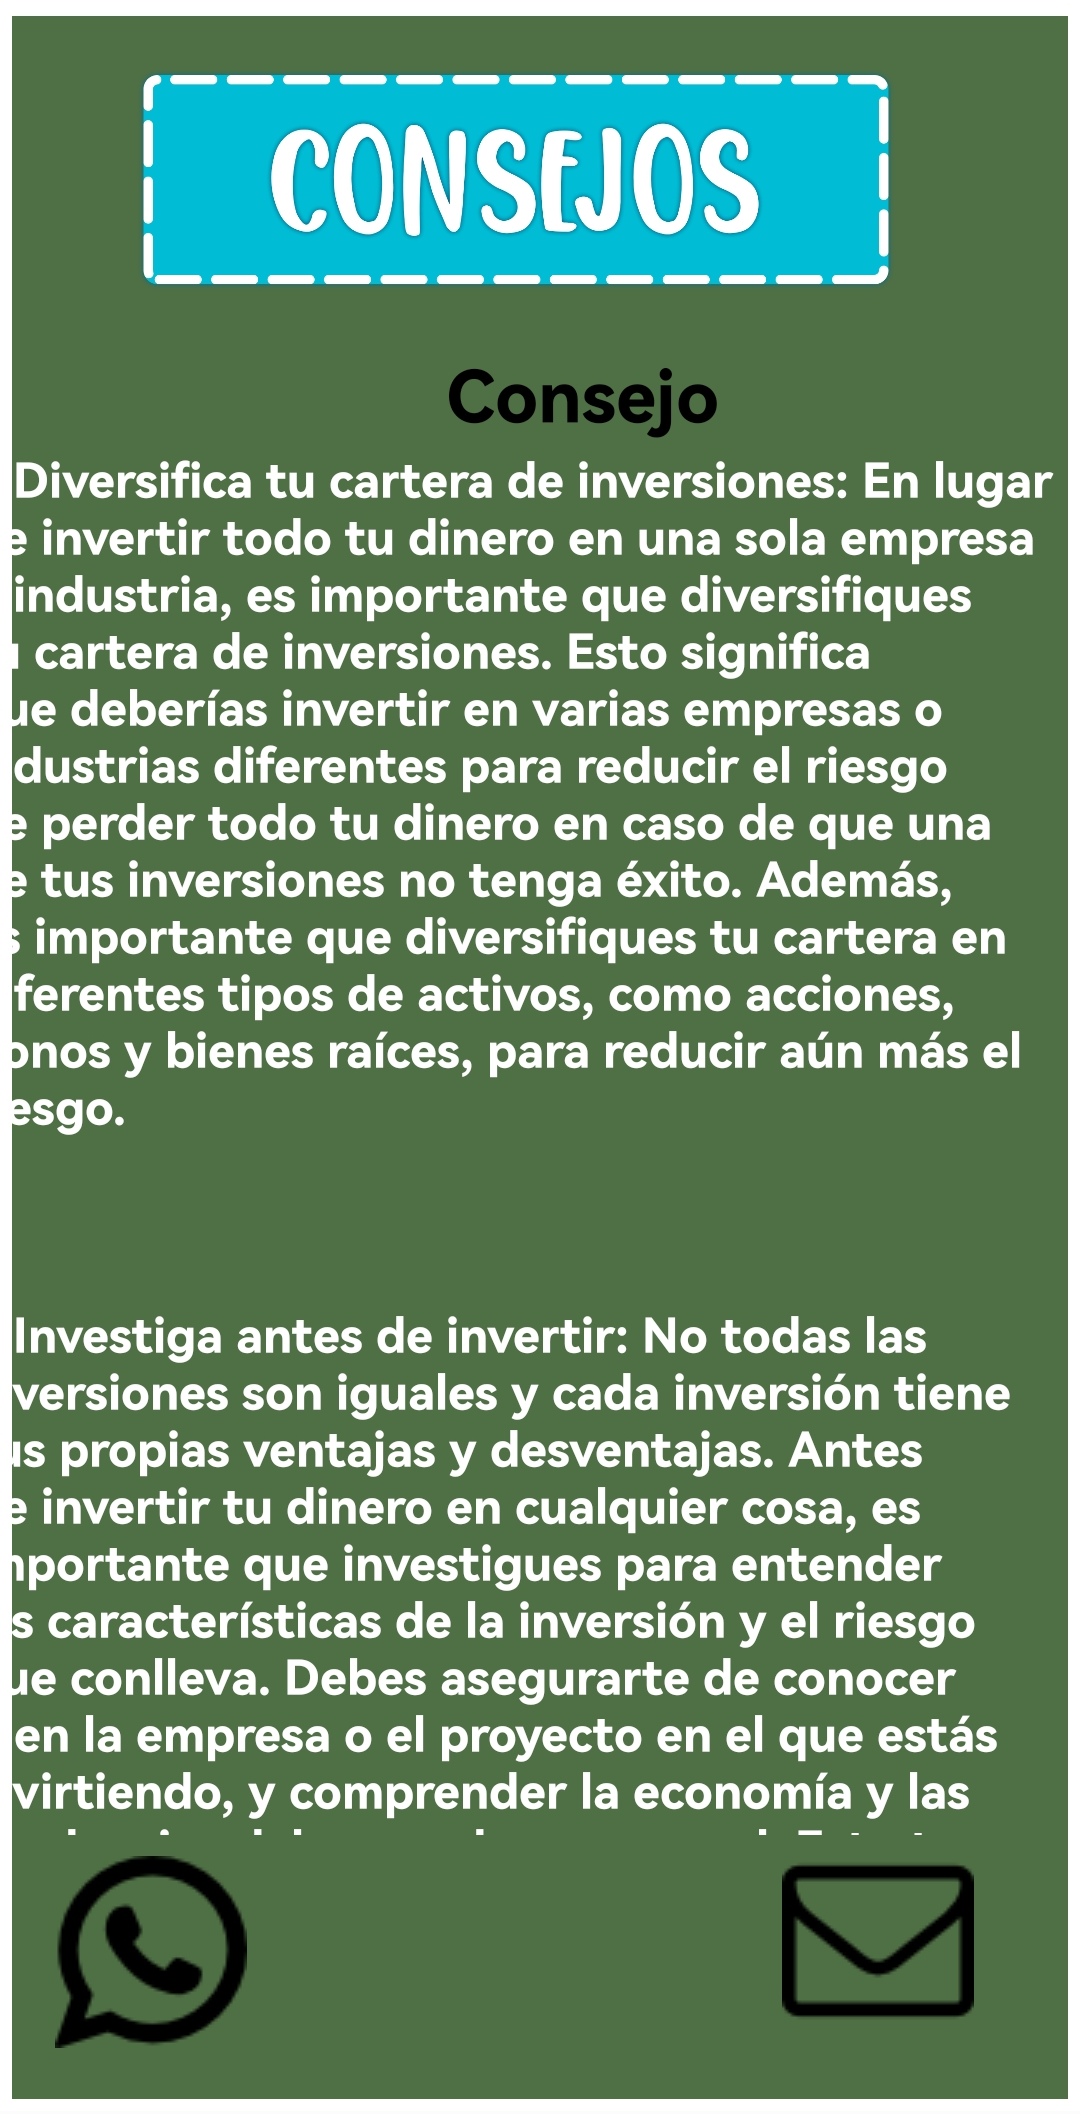 CONSEJOS
Consejo
Diversifica tu cartera de inversiones: En lugar
e invertir todo tu dinero en una sola empresa
industria, es importante que diversifiques
cartera de inversiones. Esto significa
ue deberías invertir en varias empresas o
dustrias diferentes para reducir el riesgo
e perder todo tu dinero en caso de que una
e tus inversiones no tenga éxito. Además,
s importante que diversifiques tu cartera en
ferentes tipos de activos, como acciones,
onos y bienes raíces, para reducir aún más el
esgo.
Investiga antes de invertir: No todas las
versiones son iguales y cada inversión tiene
us propias ventajas y desventajas. Antes
e invertir tu dinero en cualquier cosa, es
portante que investigues para entender
s características de la inversión y el riesgo
ue conlleva. Debes asegurarte de conocer
en la empresa o el proyecto en el que estás
virtiendo, y comprender la economía y las